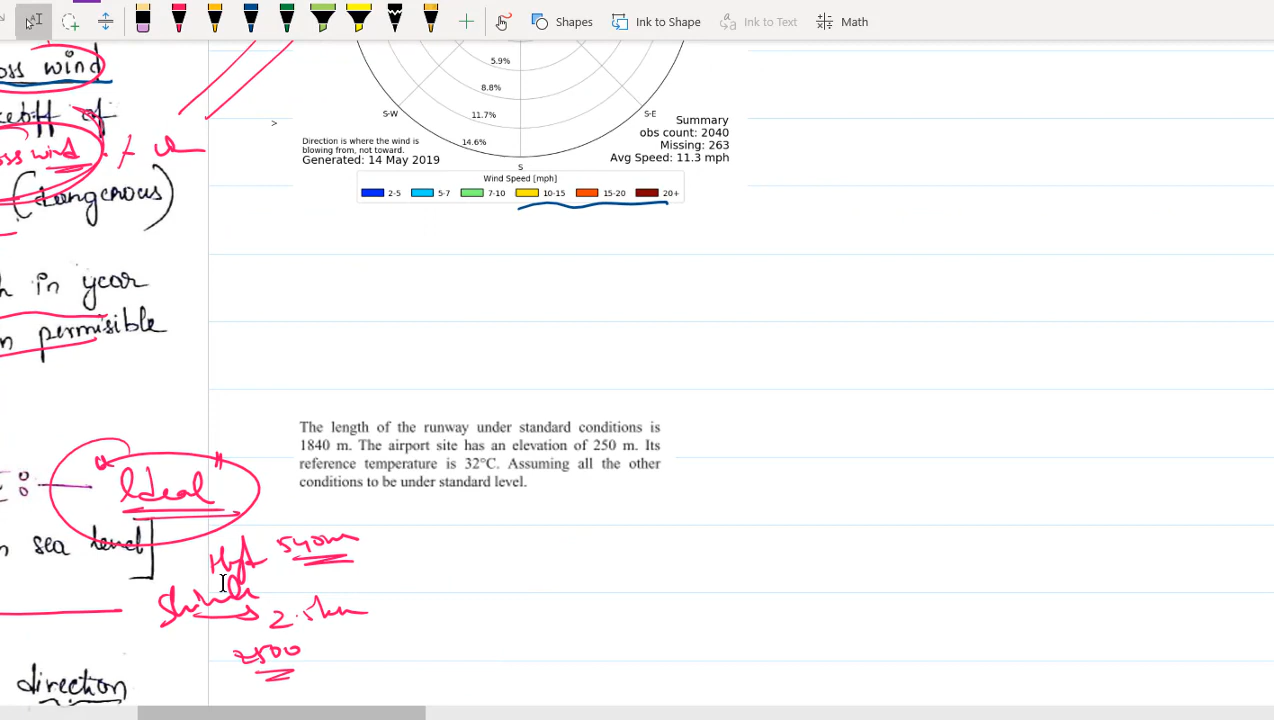 Shapes
Ink to Shape
Ink to Text
Math
oss wind
5.9%
8.8%
11.7%
14.6%
S-W
S-E
S
>
Direction is where the wind is
blowing from, not toward.
Generated: 14 May 2019
Summary
obs count: 2040
Missing: 263
Avg Speed: 11.3 mph
Wind Speed [mph]
2-5 5-7 7-10 10-15 15-20 20+
eoff of
oss wind
(Dangerous)
h in year
n permisible
The length of the runway under standard conditions is
1840 m. The airport site has an elevation of 250 m. Its
reference temperature is 32°C. Assuming all the other
conditions to be under standard level.
"Ideal"
n sea level]
540m
2.5km
2500
direction